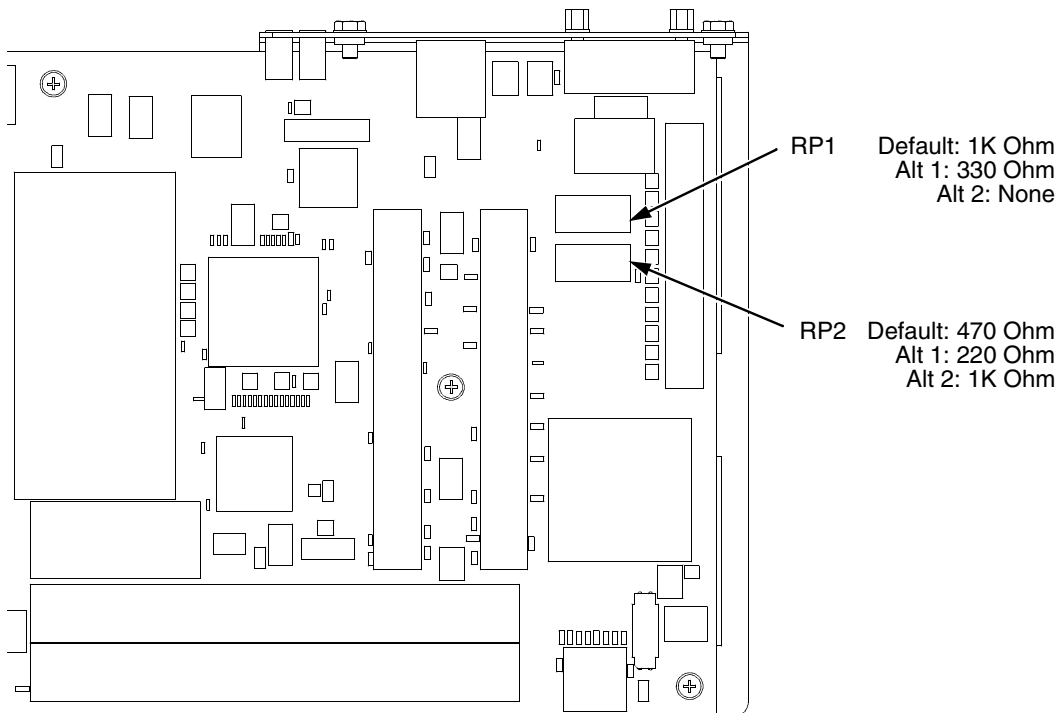 RP1 Default: 1K Ohm
Alt 1: 330 Ohm
Alt 2: None
RP2 Default: 470 Ohm
Alt 1: 220 Ohm
Alt 2: 1K Ohm